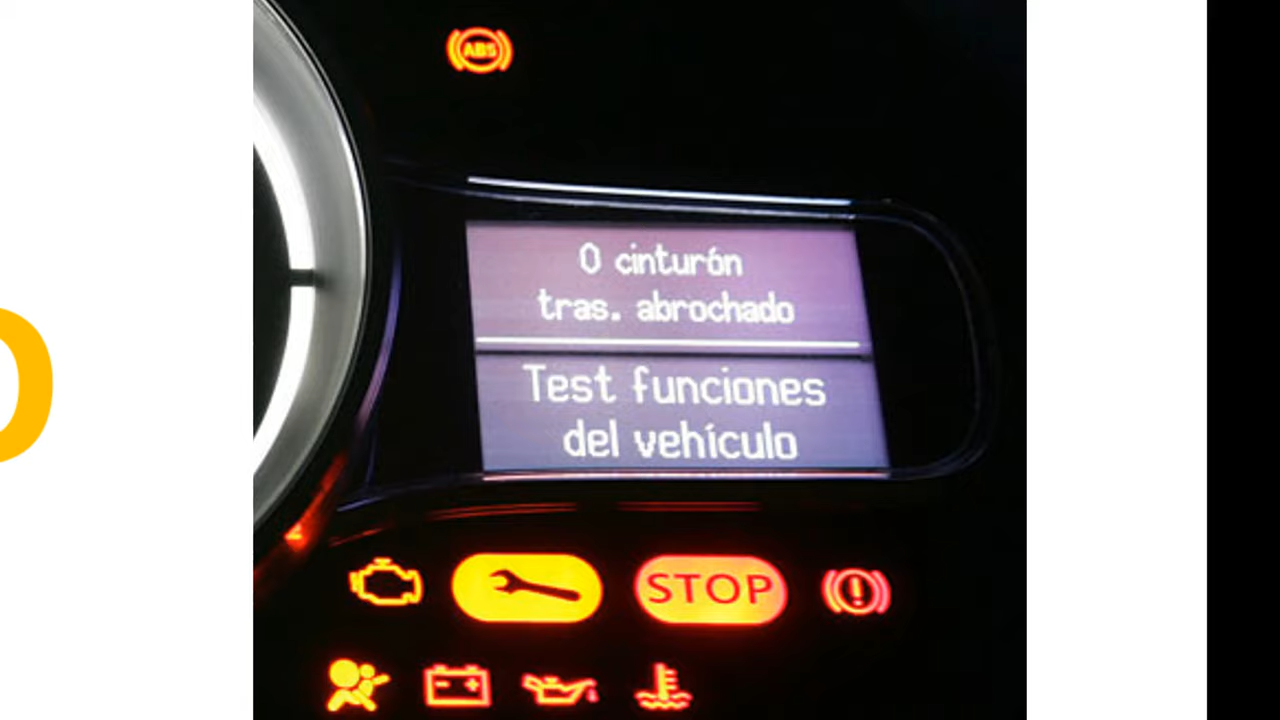 ABS
0 cinturón
tras. abrochado
Test funciones
del vehículo
STOP